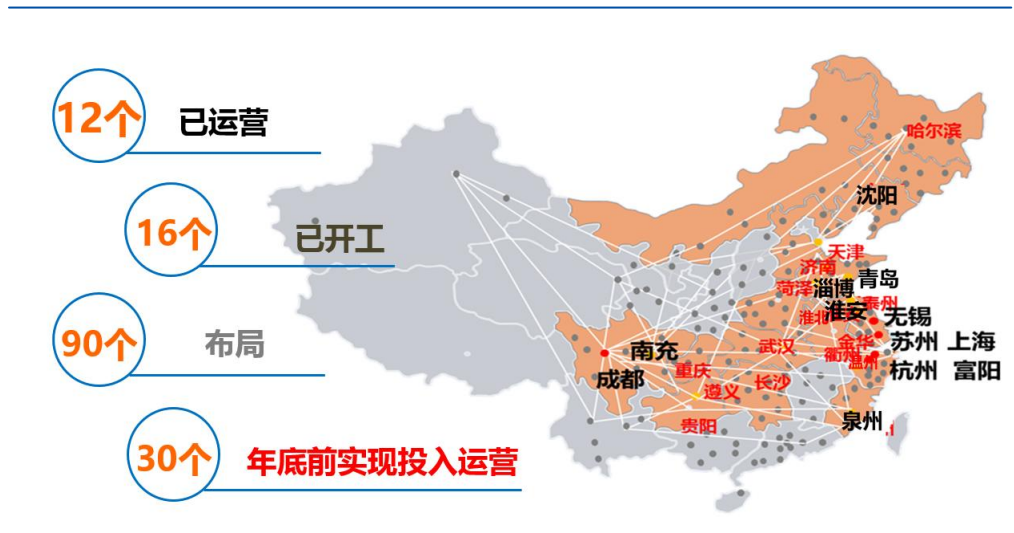 12个 已运营
16个 已开工
90个 布局
30个 年底前实现投入运营
哈尔滨
沈阳
天津
济南
青岛
菏泽
淄博
泰州
淮北
淮安
无锡
南充
武汉
金华
苏州 上海
衢州
成都
重庆
温州
杭州 富阳
遵义
长沙
贵阳
泉州